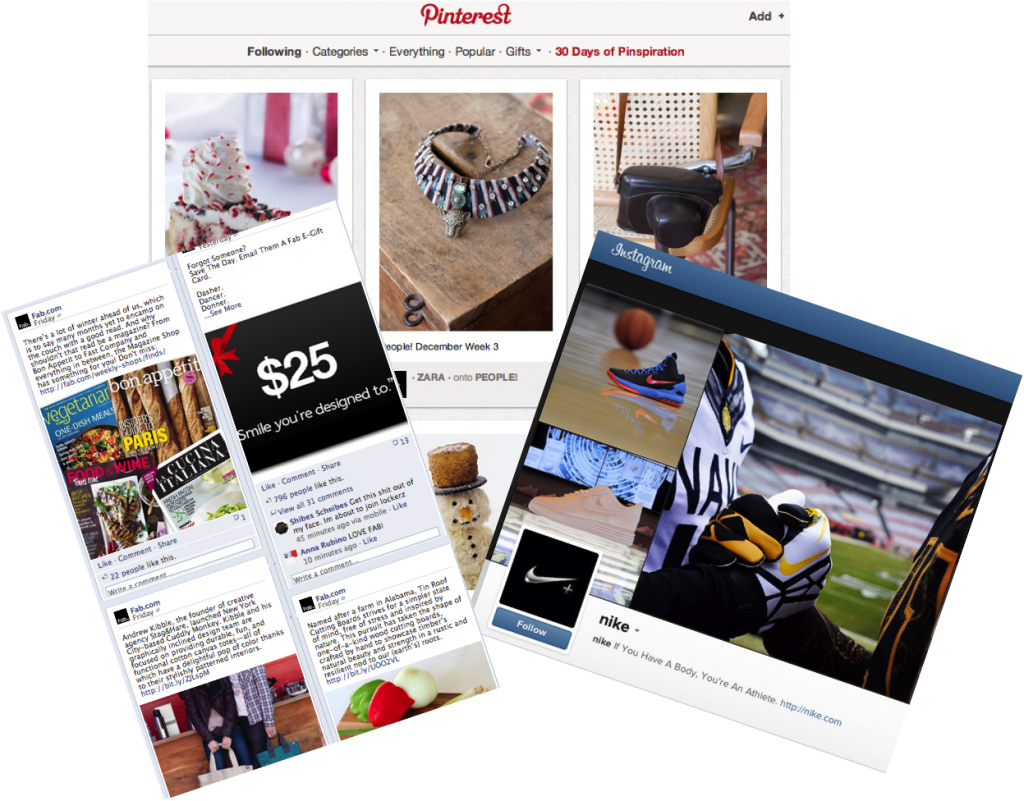 Pinterest
Add +
Following · Categories · Everything · Popular · Gifts · 30 Days of Pinspiration
People! December Week 3
· ZARA · onto PEOPLE!
Yesterday
Forgot Someone?
Save The Day. Email Them A Fab E-Gift
Card.
Dasher.
Dancer.
Donner.
...See More
$25
Smile you're designed to.™
13
Like · Comment · Share
796 people like this.
View all 31 comments
Shibes Scheibes Get this shit out of
my face. Im about to join lockerz
45 minutes ago via mobile · Like
Anna Rubino LOVE FAB!
10 minutes ago · Like
Write a comment...
Fab.com
Friday
There's a lot of winter ahead of us, which
is to say many months yet to encamp on
the couch with a good read. And why
shouldn't that read be a magazine? From
Bon Appetit to Fast Company and
everything in between, the Magazine Shop
has something for you! Don't miss:
http://fab.com/weekly-shops/finds/
vegetarian
ONE-DISH MEALS
bon appétit
PARIS
FOOD&WINE
LA CUCINA
ITALIANA
1
Like · Comment · Share
22 people like this.
Write a comment...
Fab.com
Friday
Andrew Kibble, the founder of creative
agency StageMare, launched New York
City-based Cuddly Monkey. Kibble and his
graphically inclined design team are
focused on providing durable, fun, and
functional cotton canvas totes—all of
which have a delightful pop of color thanks
to their stylishly patterned interiors.
http://bit.ly/ZJLspM
Fab.com
Friday
Named after a farm in Alabama, Tin Roof
Cutting Boards strives for a simpler state
of mind, free of stress and inspired by
nature. This pursuit has taken the shape of
one-of-a-kind wood cutting boards,
crafted by hand to showcase timber's
natural beauty and strength in a rustic and
resilient nod to our (earth's) roots.
http://bit.ly/UOO2VL
Instagram
NAV
Follow
nike
nike If You Have A Body, You're An Athlete. http://nike.com